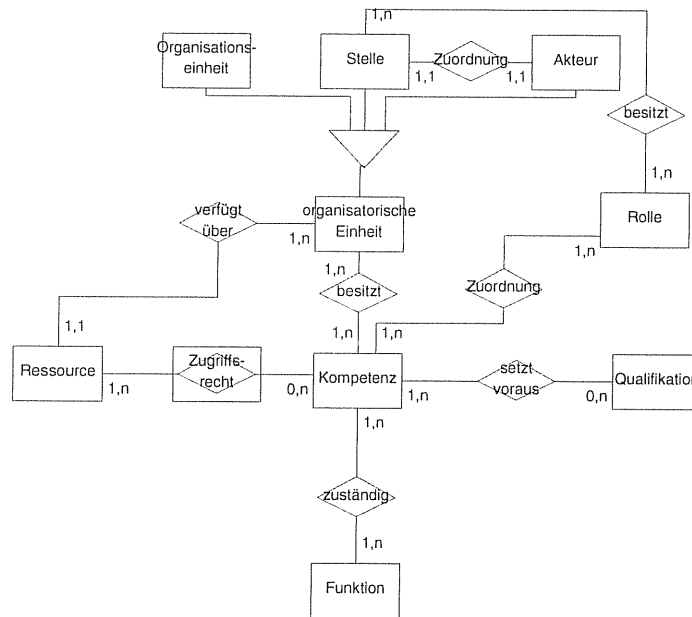 1,n
Organisations-
einheit
Stelle
Zuordnung
Akteur
1,1
1,1
besitzt
1,n
verfügt
über
1,n
organisatorische
Einheit
Rolle
1,n
1,n
besitzt
Zuordnung
1,1
1,n
1,n
Ressource
Zugriffs-
recht
Kompetenz
setzt
voraus
Qualifikation
1,n
0,n
1,n
0,n
1,n
zuständig
1,n
Funktion